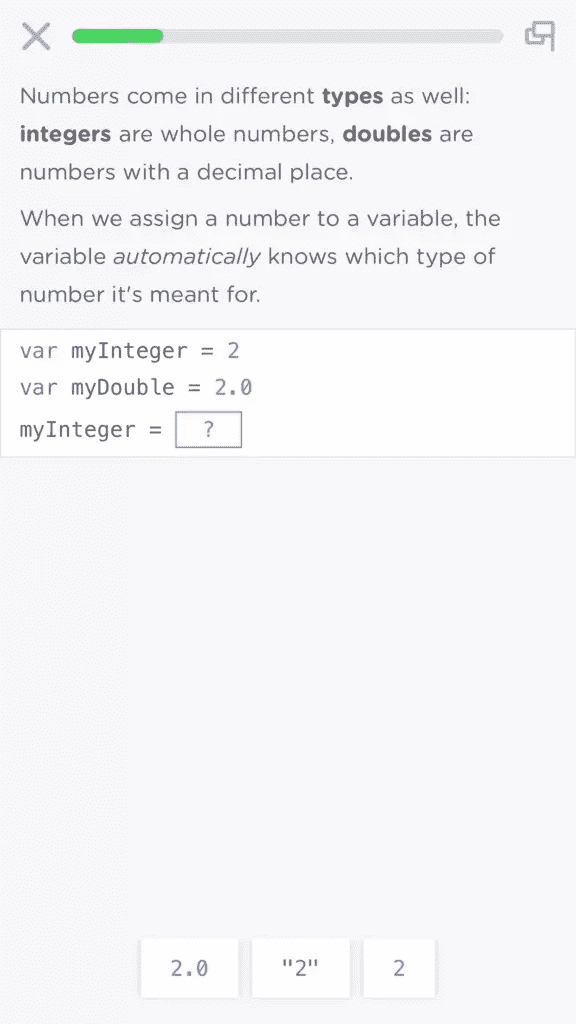 Numbers come in different types as well:
integers are whole numbers, doubles are
numbers with a decimal place.
When we assign a number to a variable, the
variable automatically knows which type of
number it's meant for.
var myInteger = 2
var myDouble = 2.0
myInteger = ?
2.0 "2" 2